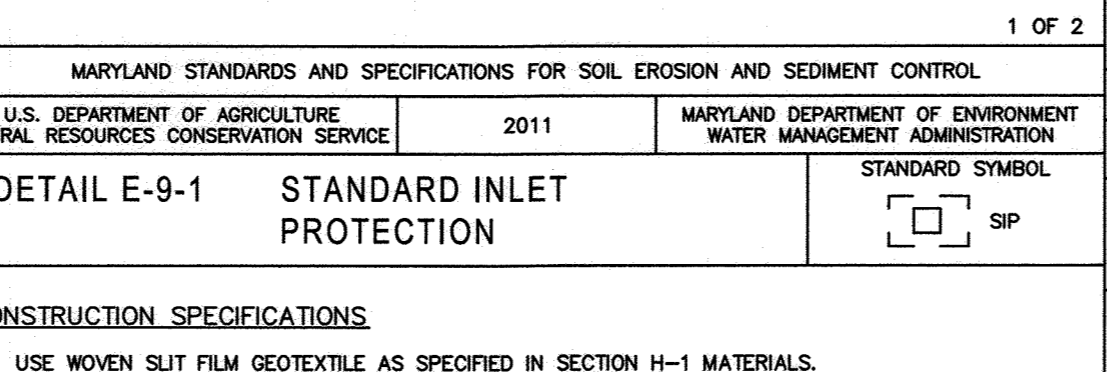 1 OF 2
MARYLAND STANDARDS AND SPECIFICATIONS FOR SOIL EROSION AND SEDIMENT CONTROL
U.S. DEPARTMENT OF AGRICULTURE
RAL RESOURCES CONSERVATION SERVICE
2011
MARYLAND DEPARTMENT OF ENVIRONMENT
WATER MANAGEMENT ADMINISTRATION
DETAIL E-9-1 STANDARD INLET
PROTECTION
STANDARD SYMBOL
SIP
ONSTRUCTION SPECIFICATIONS
USE WOVEN SLIT FILM GEOTEXTILE AS SPECIFIED IN SECTION H-1 MATERIALS.